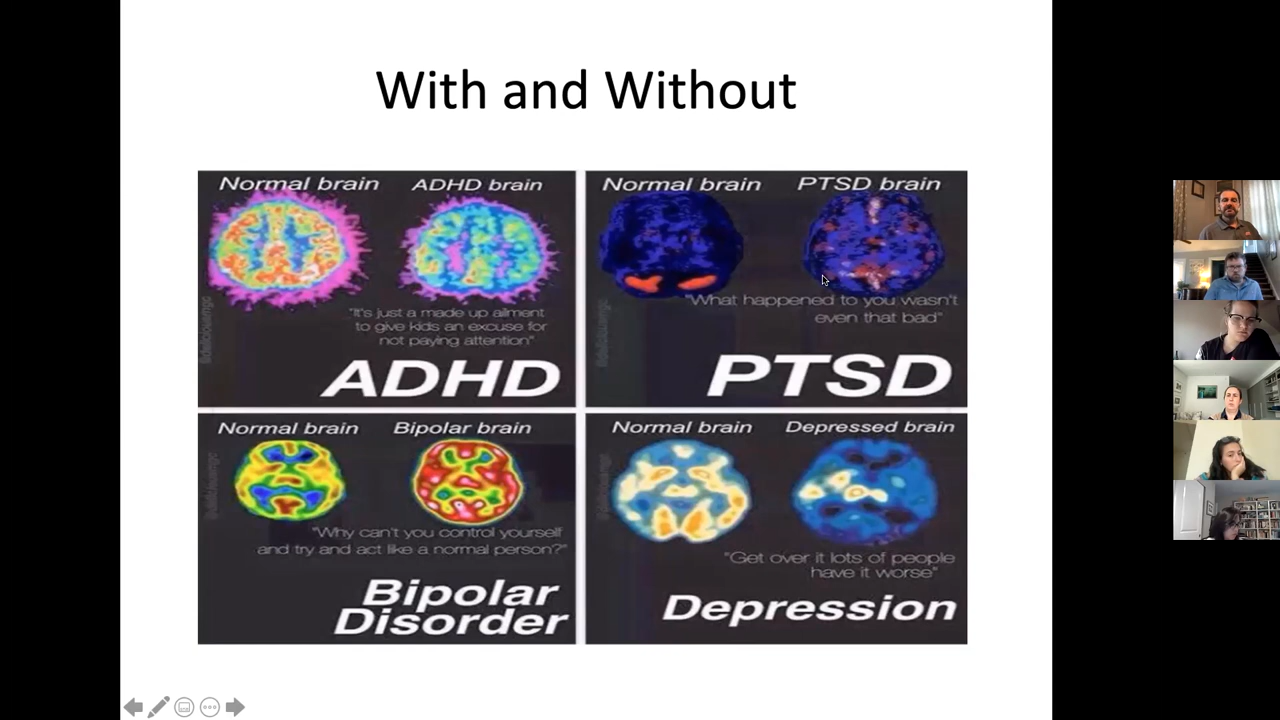 With and Without
Normal brain ADHD brain
"It's just a made up ailment
to give kids an excuse for
not paying attention"
ADHD
Normal brain PTSD brain
"What happened to you wasn't
even that bad"
PTSD
Normal brain Bipolar brain
"Why can't you control yourself
and try and act like a normal person?"
Bipolar
Disorder
Normal brain Depressed brain
"Get over it lots of people
have it worse"
Depression